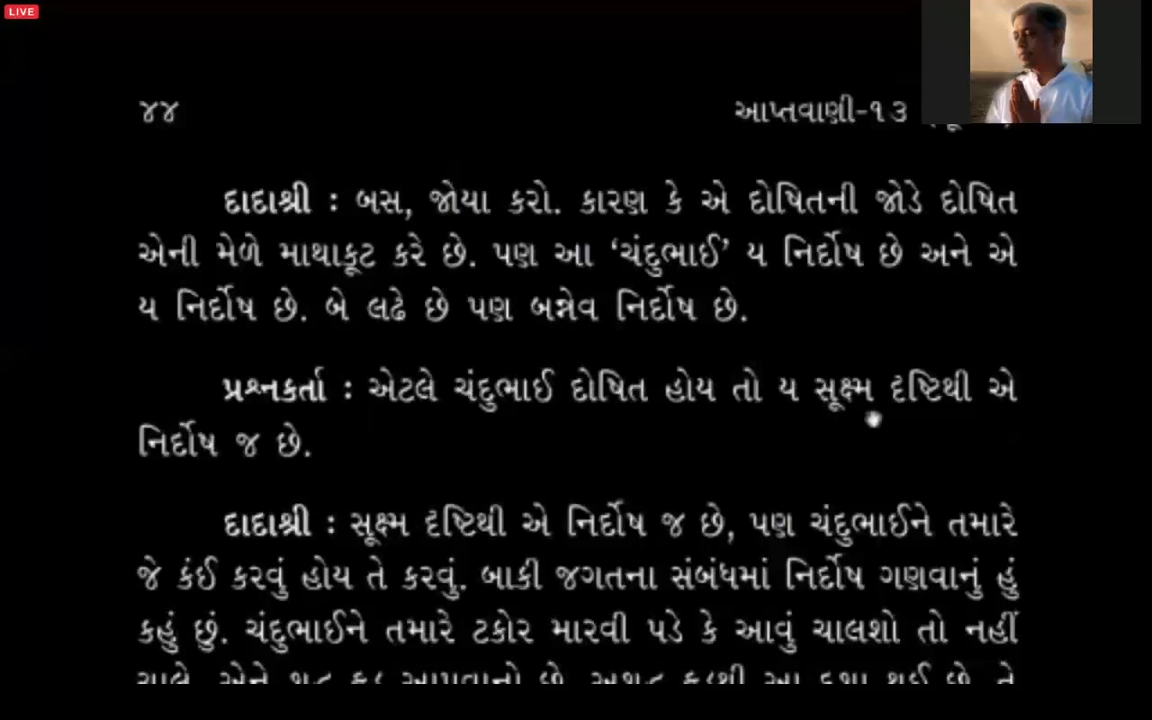 LIVE
૪૪ આપ્તવાણી-૧૩
દાદાશ્રી : બસ, જોયા કરો. કારણ કે એ દોષિતની જોડે દોષિત
એની મેળે માથાકૂટ કરે છે. પણ આ ‘ચંદુભાઈ’ ય નિર્દોષ છે અને એ
ય નિર્દોષ છે. બે લઢે છે પણ બન્નેવ નિર્દોષ છે.
પ્રશ્નકર્તા : એટલે ચંદુભાઈ દોષિત હોય તો ય સૂક્ષ્મ દૃષ્ટિથી એ
નિર્દોષ જ છે.
દાદાશ્રી : સૂક્ષ્મ દૃષ્ટિથી એ નિર્દોષ જ છે, પણ ચંદુભાઈને તમારે
જે કંઈ કરવું હોય તે કરવું. બાકી જગતના સંબંધમાં નિર્દોષ ગણવાનું હું
કહું છું. ચંદુભાઈને તમારે ટકોર મારવી પડે કે આવું ચાલશો તો નહીં